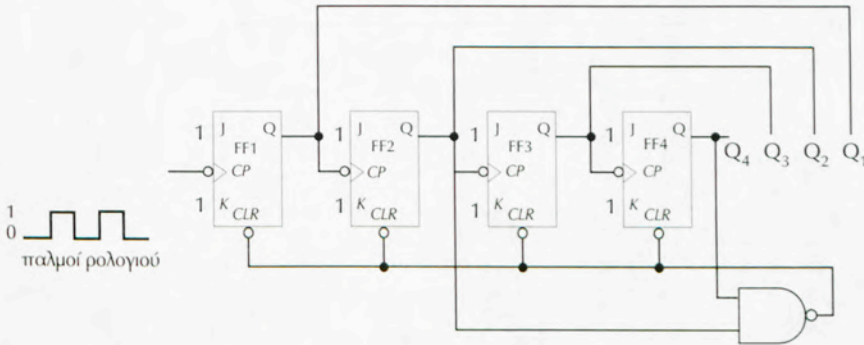 1 J Q 1 J Q 1 J Q 1 J Q
FF1 FF2 FF3 FF4
Q4 Q3 Q2 Q1
CP CP CP CP
1 K CLR 1 K CLR 1 K CLR 1 K CLR
1
0
παλμοί ρολογιού